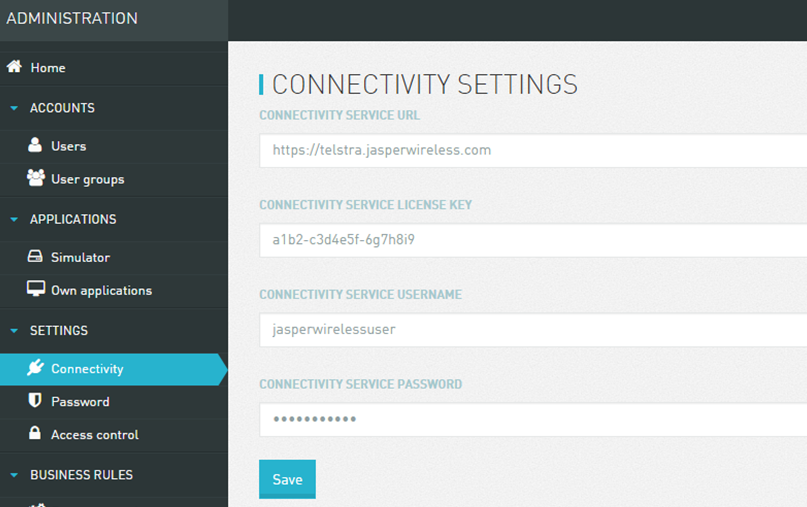 ADMINISTRATION
Home
ACCOUNTS
Users
User groups
APPLICATIONS
Simulator
Own applications
SETTINGS
Connectivity
Password
Access control
BUSINESS RULES
CONNECTIVITY SETTINGS
CONNECTIVITY SERVICE URL
https://telstra.jasperwireless.com
CONNECTIVITY SERVICE LICENSE KEY
a1b2-c3d4e5f-6g7h8i9
CONNECTIVITY SERVICE USERNAME
jasperwirelessuser
CONNECTIVITY SERVICE PASSWORD
•••••••••••
Save